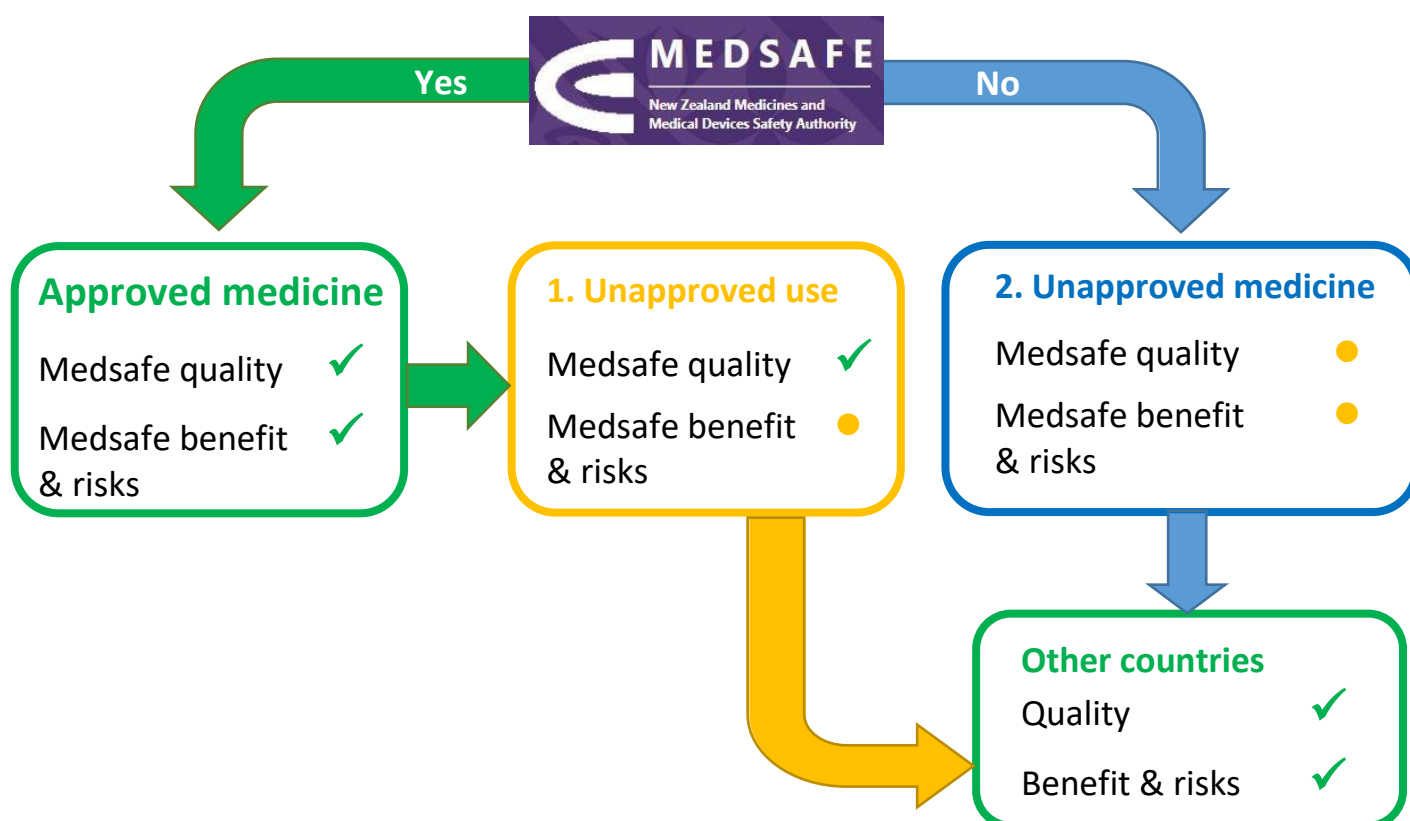 Yes
MEDSAFE
New Zealand Medicines and
Medical Devices Safety Authority
No
Approved medicine
Medsafe quality ✓
Medsafe benefit ✓
& risks
1. Unapproved use
Medsafe quality ✓
Medsafe benefit ●
& risks
2. Unapproved medicine
Medsafe quality ●
Medsafe benefit ●
& risks
Other countries
Quality ✓
Benefit & risks ✓